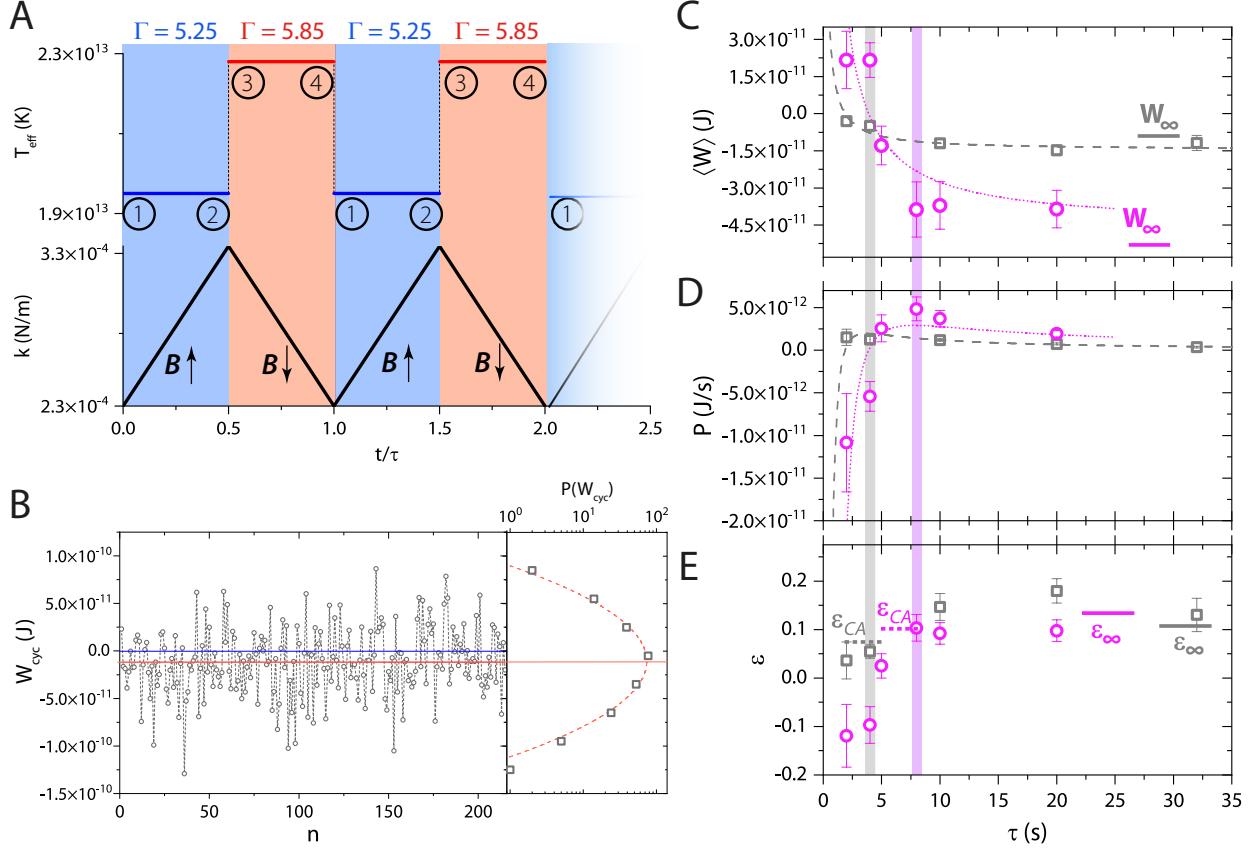 A
Γ = 5.25 Γ = 5.85 Γ = 5.25 Γ = 5.85
2.3×10¹³
T_eff (K)
1.9×10¹³
3 4 3 4
1 2 1 2 1
3.3×10⁻⁴
k (N/m)
2.3×10⁻⁴
B↑ B↓ B↑ B↓
0.0 0.5 1.0 1.5 2.0 2.5
t/τ
B
P(W_cyc)
10⁰ 10¹ 10²
1.0×10⁻¹⁰
5.0×10⁻¹¹
0.0
-5.0×10⁻¹¹
-1.0×10⁻¹⁰
-1.5×10⁻¹⁰
W_cyc (J)
0 50 100 150 200
n
C
3.0×10⁻¹¹
1.5×10⁻¹¹
0.0
-1.5×10⁻¹¹
-3.0×10⁻¹¹
-4.5×10⁻¹¹
⟨W⟩ (J)
W_∞
W_∞
D
5.0×10⁻¹²
0.0
-5.0×10⁻¹²
-1.0×10⁻¹¹
-1.5×10⁻¹¹
-2.0×10⁻¹¹
P (J/s)
E
0.2
0.1
0.0
-0.1
-0.2
ε
ε_CA
ε_CA
ε_∞
ε_∞
0 5 10 15 20 25 30 35
τ (s)